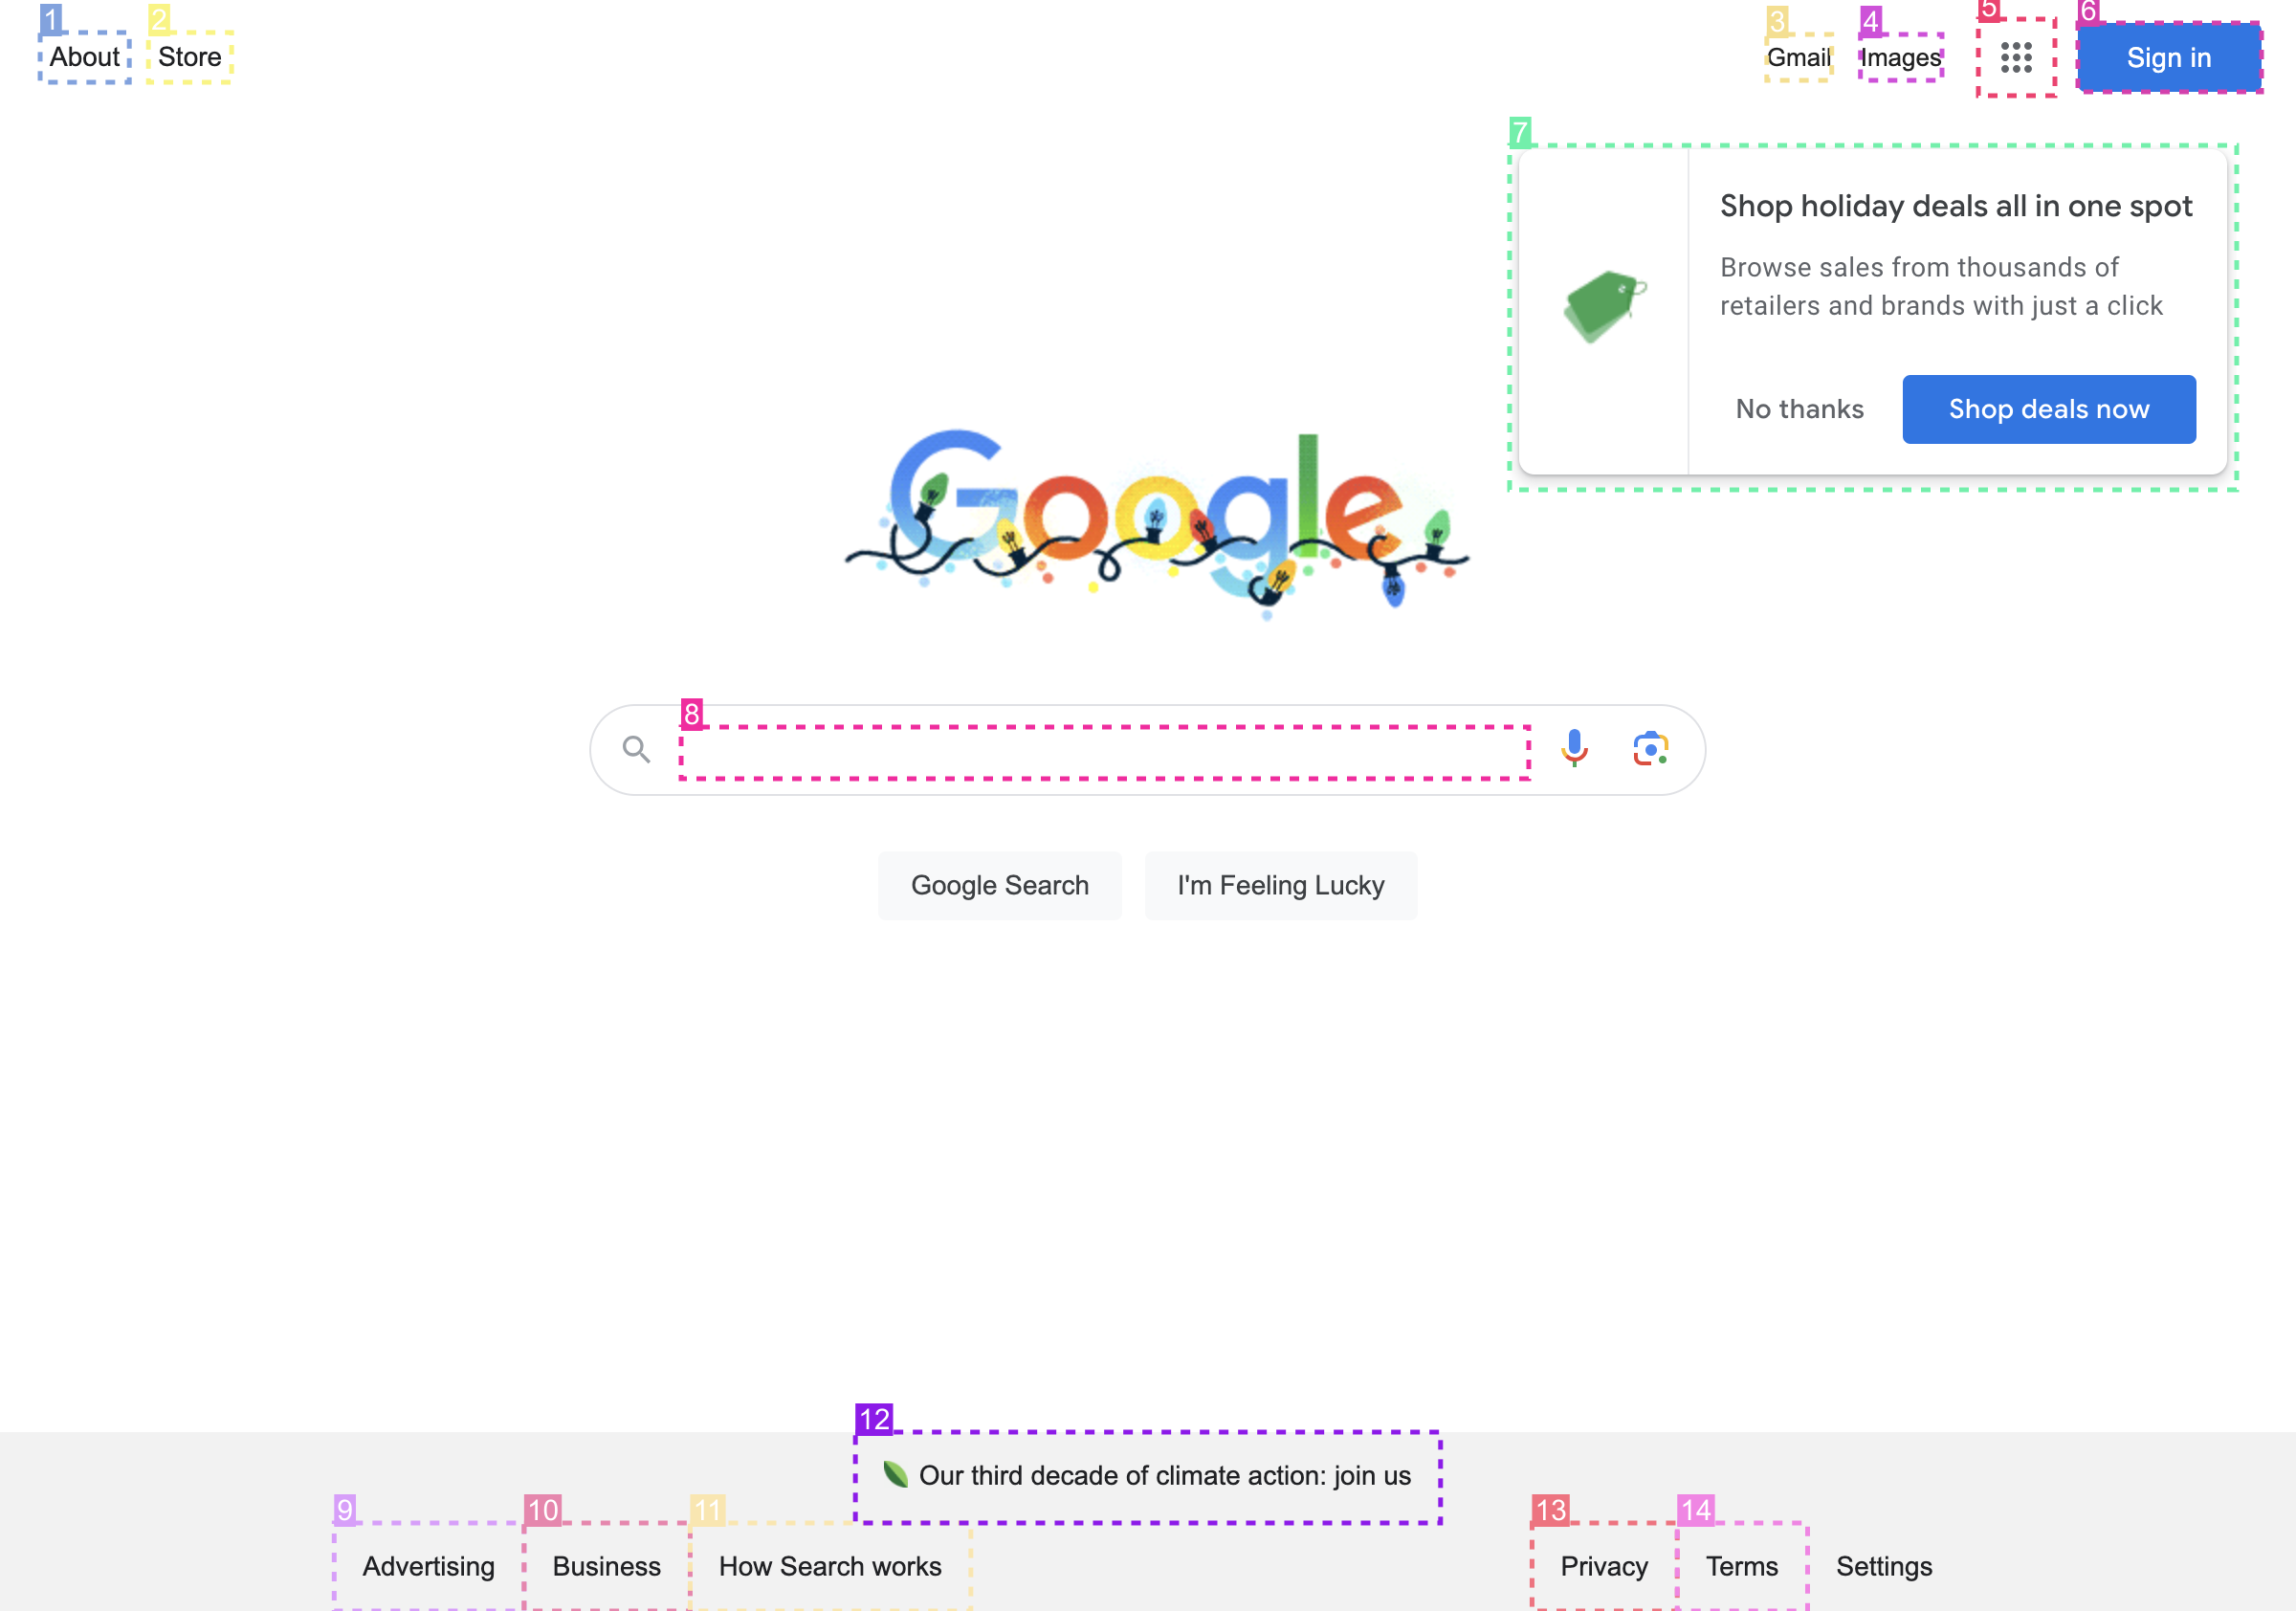 1
About
2
Store
3
Gmail
4
Images
5
6
Sign in
7
Shop holiday deals all in one spot
Browse sales from thousands of
retailers and brands with just a click
No thanks
Shop deals now
Google
8
Google Search
I'm Feeling Lucky
12
Our third decade of climate action: join us
9
Advertising
10
Business
11
How Search works
13
Privacy
14
Terms
Settings